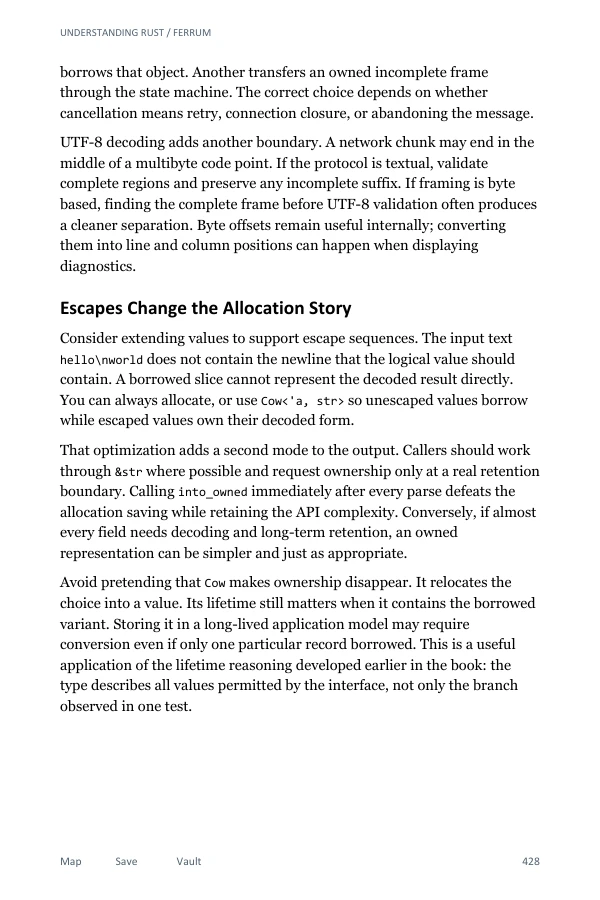 UNDERSTANDING RUST / FERRUM
borrows that object. Another transfers an owned incomplete frame
through the state machine. The correct choice depends on whether
cancellation means retry, connection closure, or abandoning the message.
UTF-8 decoding adds another boundary. A network chunk may end in the
middle of a multibyte code point. If the protocol is textual, validate
complete regions and preserve any incomplete suffix. If framing is byte
based, finding the complete frame before UTF-8 validation often produces
a cleaner separation. Byte offsets remain useful internally; converting
them into line and column positions can happen when displaying
diagnostics.
Escapes Change the Allocation Story
Consider extending values to support escape sequences. The input text
hello\nworld does not contain the newline that the logical value should
contain. A borrowed slice cannot represent the decoded result directly.
You can always allocate, or use Cow<'a, str> so unescaped values borrow
while escaped values own their decoded form.
That optimization adds a second mode to the output. Callers should work
through &str where possible and request ownership only at a real retention
boundary. Calling into_owned immediately after every parse defeats the
allocation saving while retaining the API complexity. Conversely, if almost
every field needs decoding and long-term retention, an owned
representation can be simpler and just as appropriate.
Avoid pretending that Cow makes ownership disappear. It relocates the
choice into a value. Its lifetime still matters when it contains the borrowed
variant. Storing it in a long-lived application model may require
conversion even if only one particular record borrowed. This is a useful
application of the lifetime reasoning developed earlier in the book: the
type describes all values permitted by the interface, not only the branch
observed in one test.
Map Save Vault 428